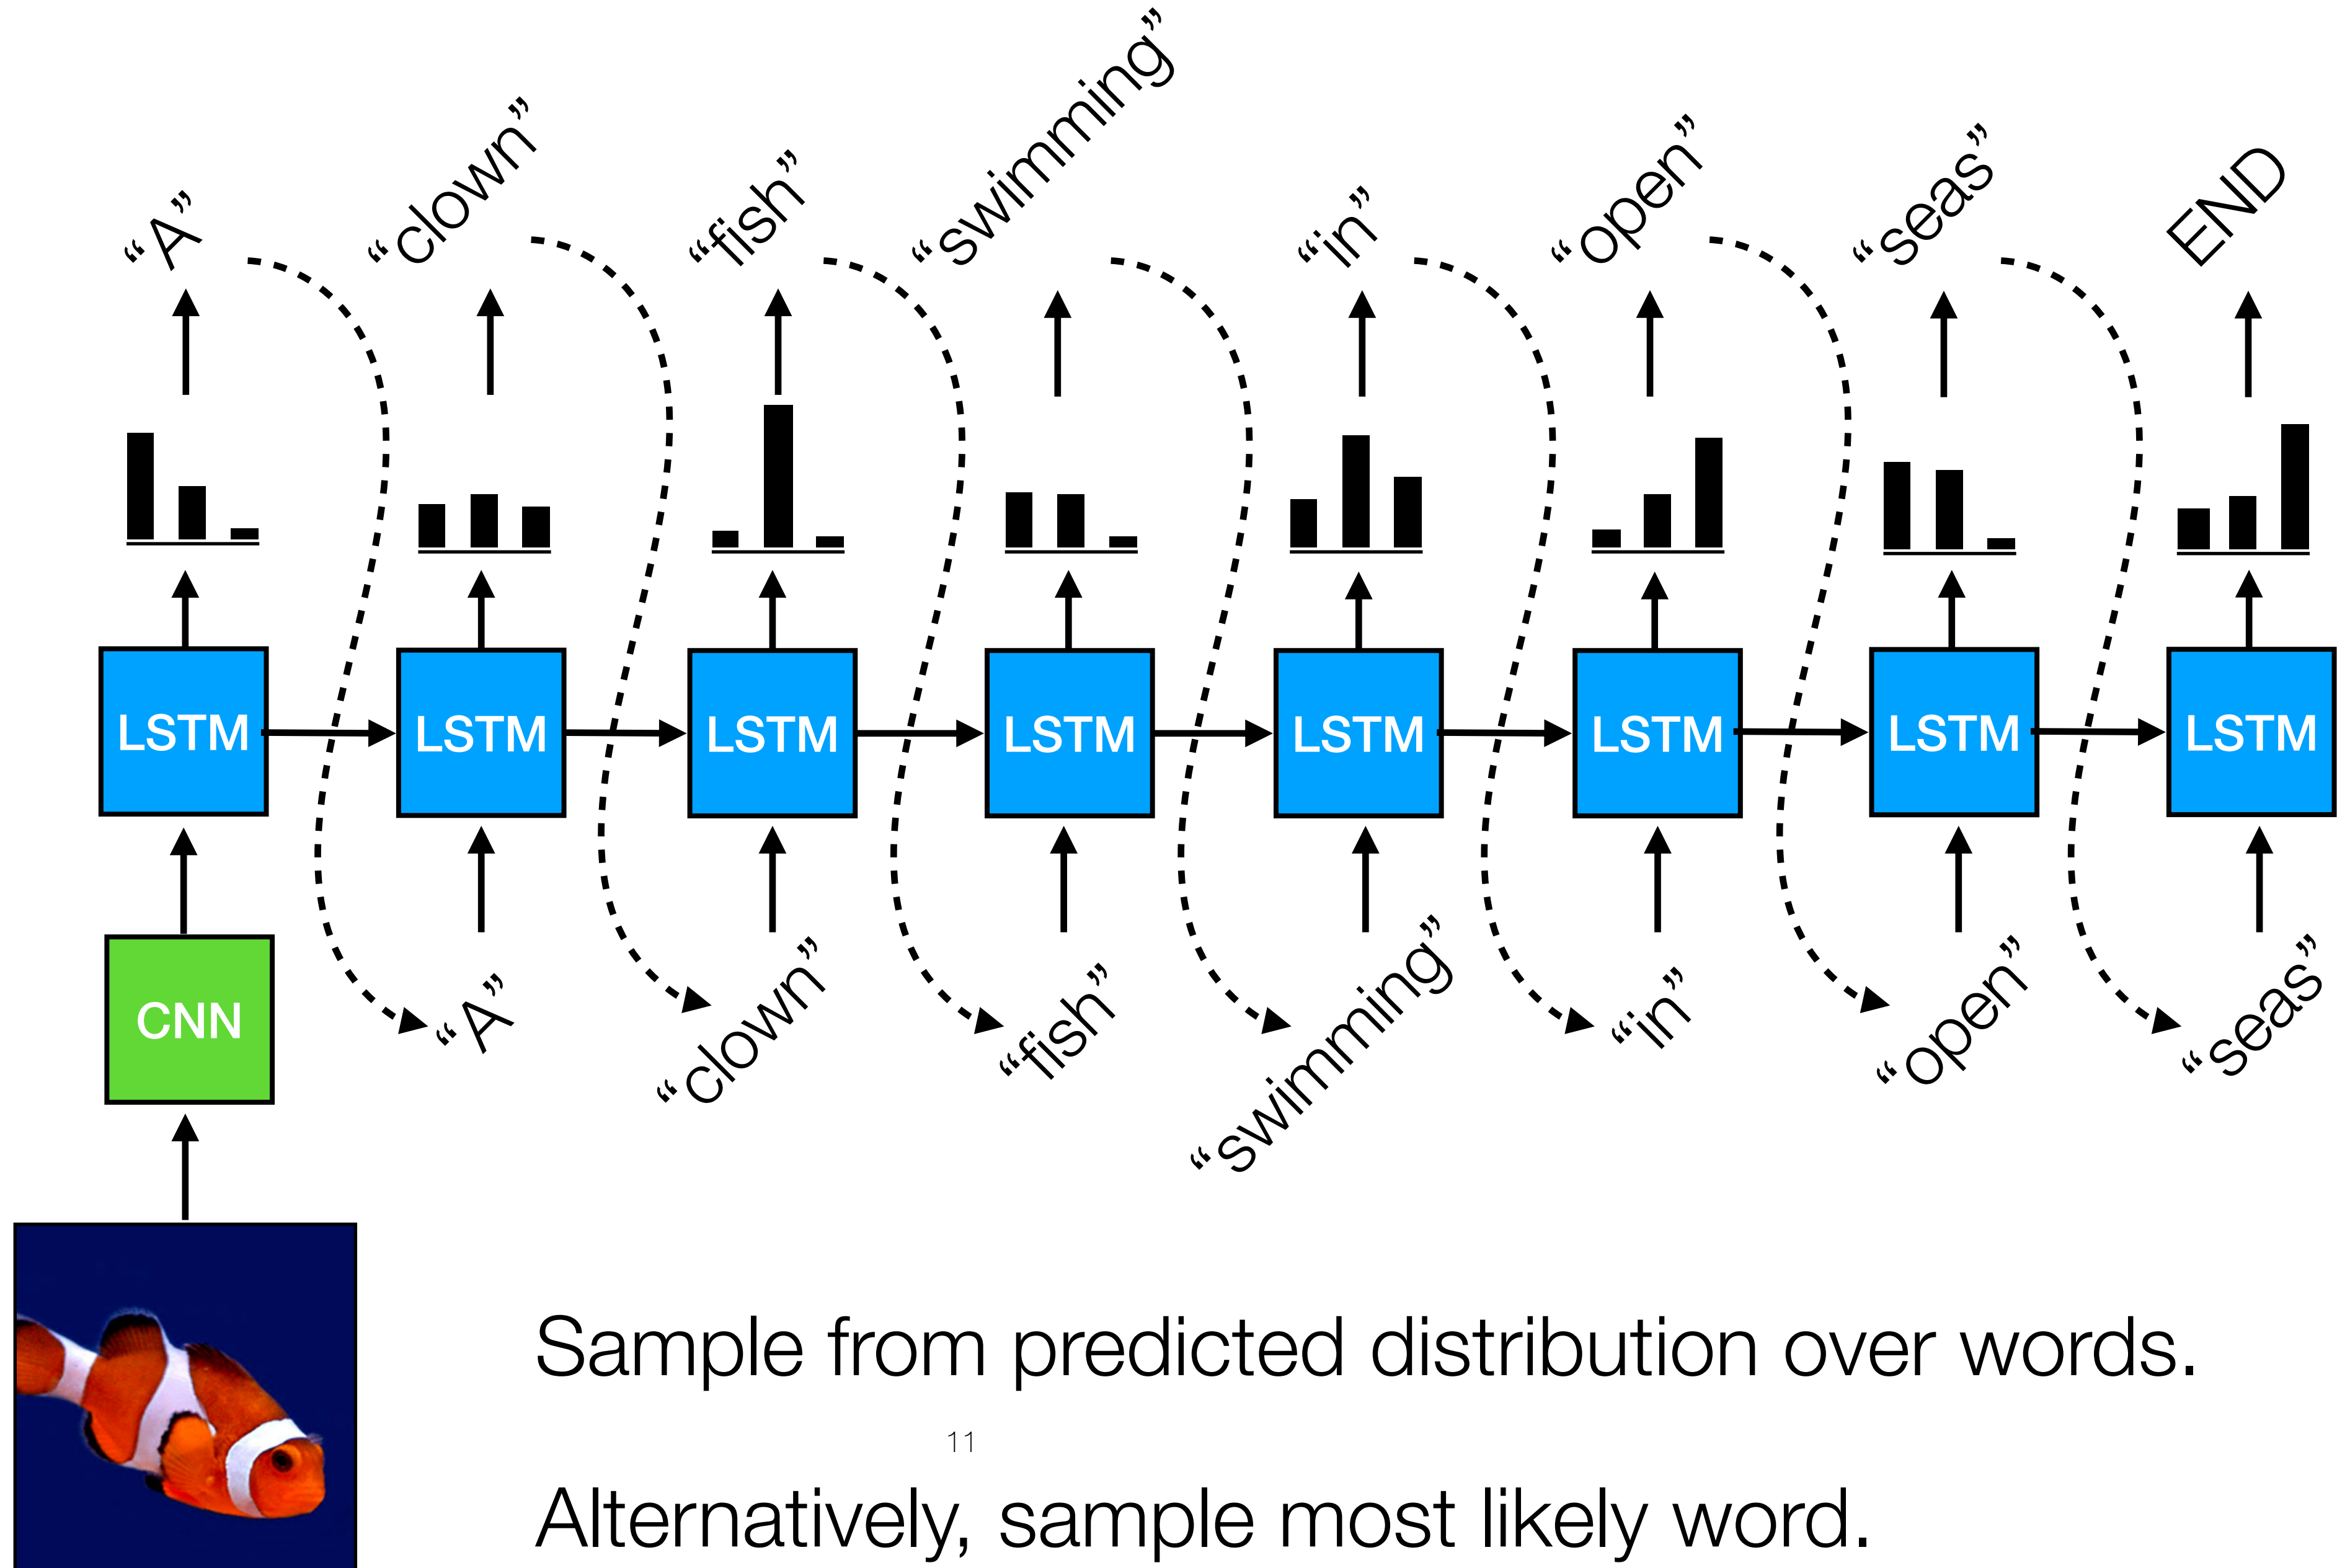 “A” “clown” “fish” “swimming” “in” “open” “seas” END
LSTM LSTM LSTM LSTM LSTM LSTM LSTM LSTM
CNN “A” “clown” “fish” “swimming” “in” “open” “seas”
Sample from predicted distribution over words.
11
Alternatively, sample most likely word.